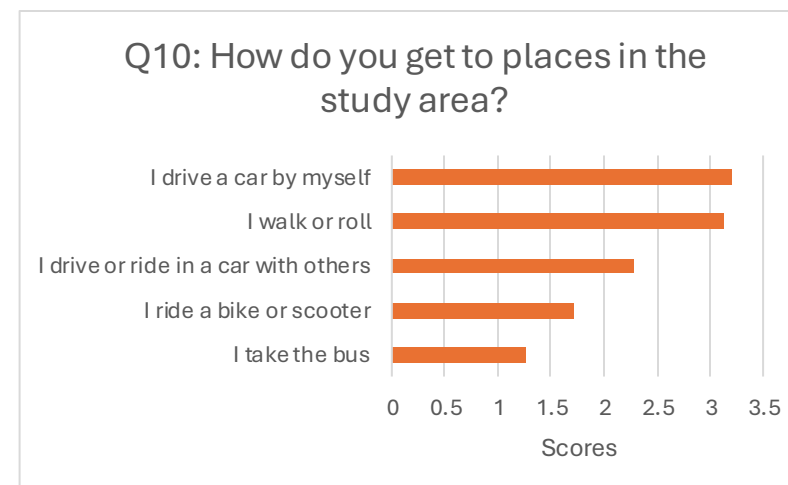 Q10: How do you get to places in the
study area?
I drive a car by myself
I walk or roll
I drive or ride in a car with others
I ride a bike or scooter
I take the bus
0 0.5 1 1.5 2 2.5 3 3.5
Scores